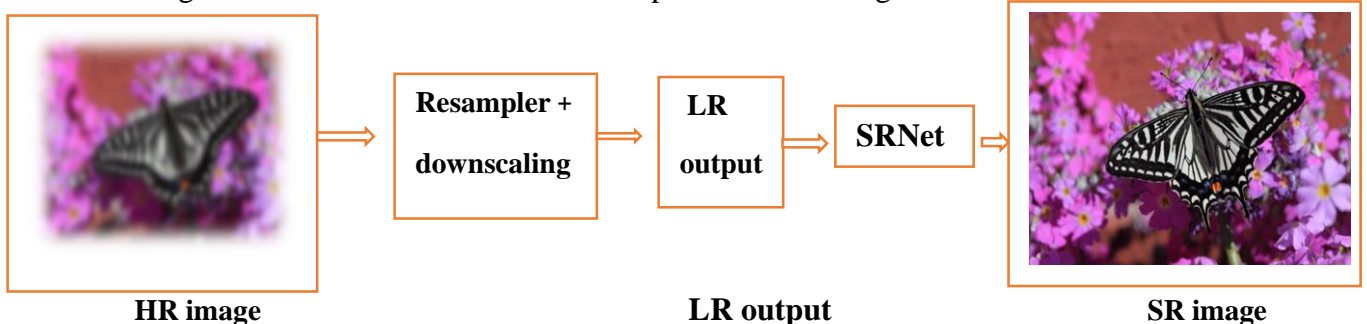 Resampler +
downscaling
LR
output
SRNet
HR image
LR output
SR image